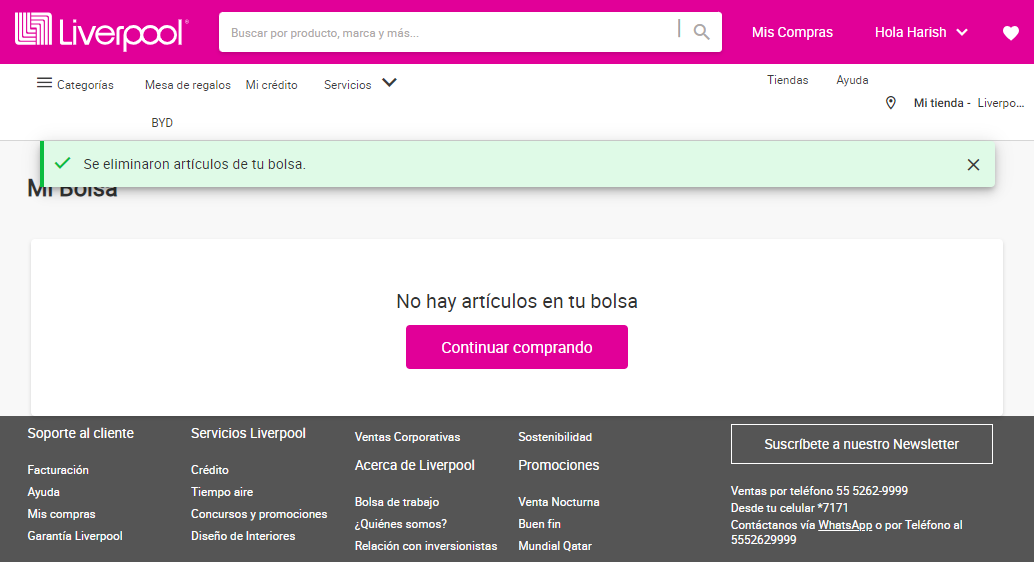 Liverpool
Buscar por producto, marca y más...
Mis Compras
Hola Harish
Categorías
Mesa de regalos
Mi crédito
Servicios
Tiendas
Ayuda
Mi tienda - Liverpo...
BYD
Se eliminaron artículos de tu bolsa.
Mi Bolsa
No hay artículos en tu bolsa
Continuar comprando
Soporte al cliente
Facturación
Ayuda
Mis compras
Garantía Liverpool
Servicios Liverpool
Crédito
Tiempo aire
Concursos y promociones
Diseño de Interiores
Ventas Corporativas
Acerca de Liverpool
Bolsa de trabajo
¿Quiénes somos?
Relación con inversionistas
Sostenibilidad
Promociones
Venta Nocturna
Buen fin
Mundial Qatar
Suscríbete a nuestro Newsletter
Ventas por teléfono 55 5262-9999
Desde tu celular *7171
Contáctanos vía WhatsApp o por Teléfono al
5552629999